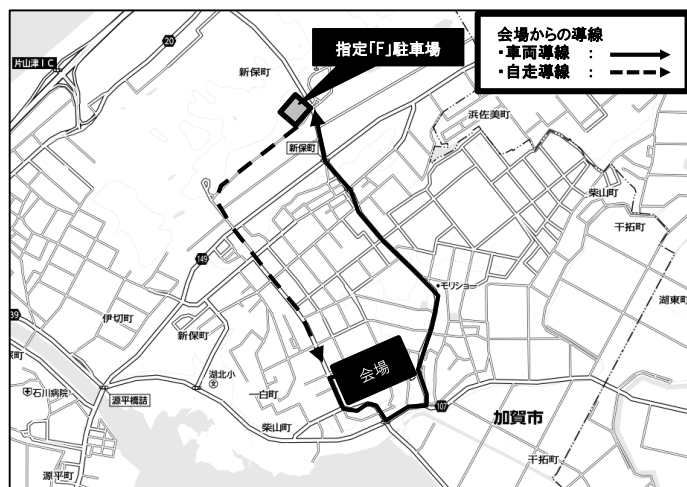 会場からの導線
・車両導線 :
・自走導線 :
指定「F」駐車場
20
片山津IC
新保町
浜佐美町
新保町
柴山町
干拓町
149
モリショー
湖東町
39
伊切町
新保町
湖北小
会場
石川病院
源平橋詰
一白町
107
加賀市
柴山町
干拓町
源平町